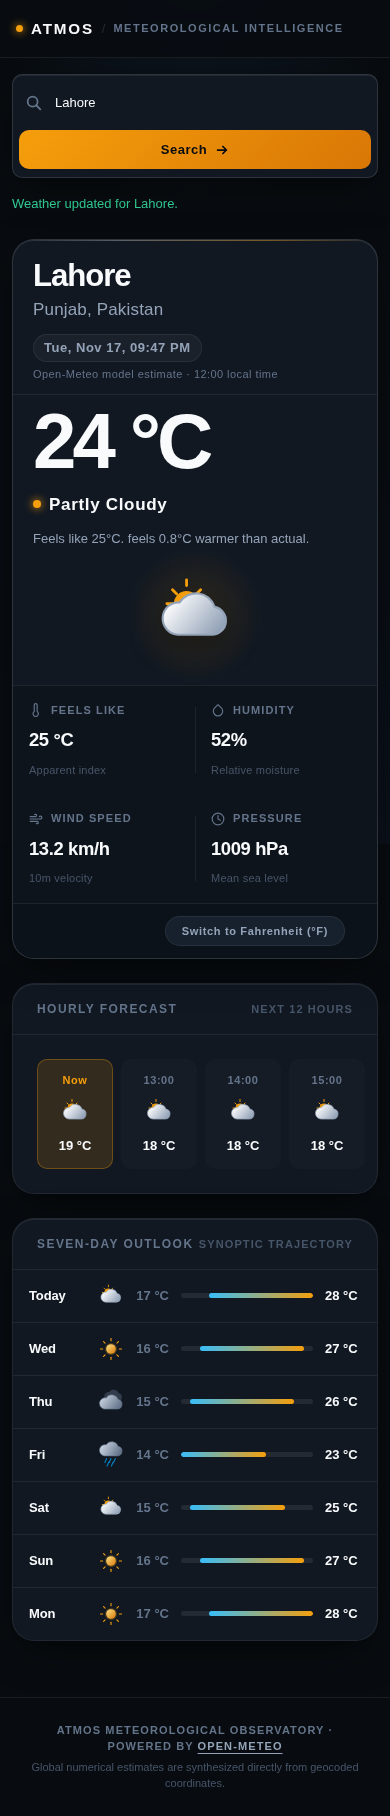 ATMOS / METEOROLOGICAL INTELLIGENCE
Lahore
Search →
Weather updated for Lahore.
Lahore
Punjab, Pakistan
Tue, Nov 17, 09:47 PM
Open-Meteo model estimate · 12:00 local time
24 °C
Partly Cloudy
Feels like 25°C. feels 0.8°C warmer than actual.
FEELS LIKE
25 °C
Apparent index
HUMIDITY
52%
Relative moisture
WIND SPEED
13.2 km/h
10m velocity
PRESSURE
1009 hPa
Mean sea level
Switch to Fahrenheit (°F)
HOURLY FORECAST NEXT 12 HOURS
Now 13:00 14:00 15:00
19 °C 18 °C 18 °C 18 °C
SEVEN-DAY OUTLOOK SYNOPTIC TRAJECTORY
Today 17 °C 28 °C
Wed 16 °C 27 °C
Thu 15 °C 26 °C
Fri 14 °C 23 °C
Sat 15 °C 25 °C
Sun 16 °C 27 °C
Mon 17 °C 28 °C
ATMOS METEOROLOGICAL OBSERVATORY ·
POWERED BY OPEN-METEO
Global numerical estimates are synthesized directly from geocoded
coordinates.